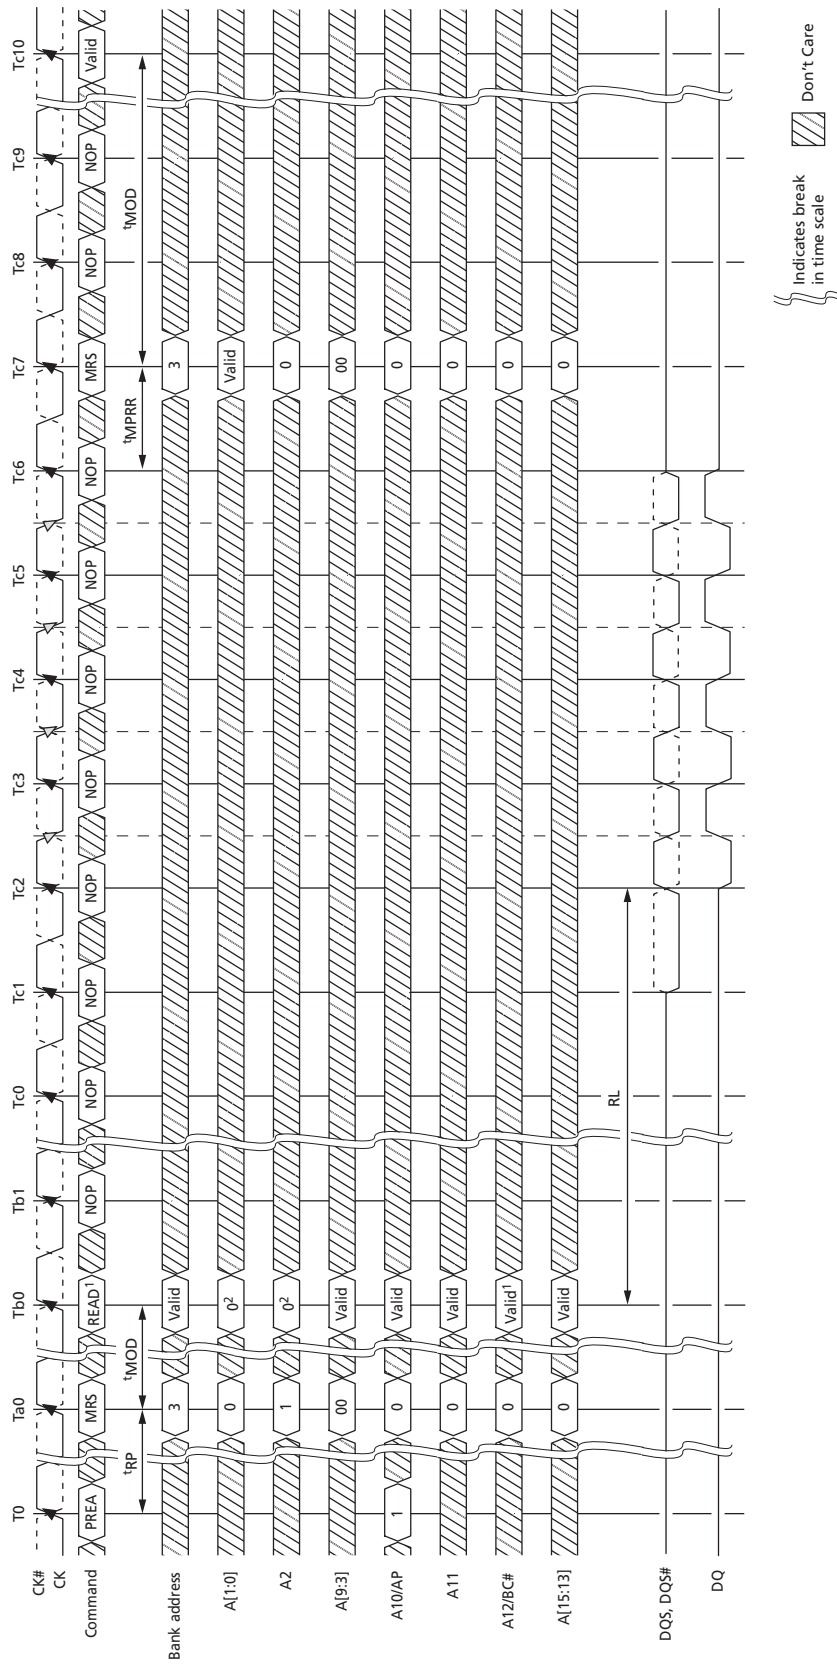 T0 Ta0 Tb0 Tb1 Tc0 Tc1 Tc2 Tc3 Tc4 Tc5 Tc6 Tc7 Tc8 Tc9 Tc10
CK#
CK
Command PREA MRS READ1 NOP NOP NOP NOP NOP NOP NOP NOP MRS NOP NOP Valid
tRP tMOD tMPRR tMOD
Bank address 3 Valid 3
A[1:0] 0 02 Valid
A2 1 02 0
A[9:3] 00 Valid 00
A10/AP 1 0 Valid 0
A11 0 Valid 0
A12/BC# 0 Valid1 0
A[15:13] 0 Valid 0
RL
DQS, DQS#
DQ
Indicates break
in time scale
Don't Care